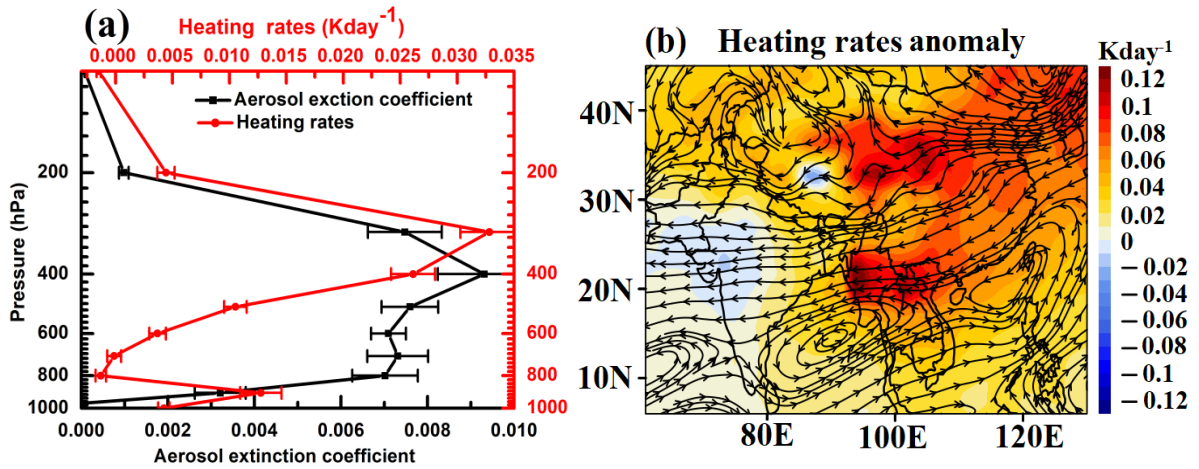 (a)
Heating rates (Kday-1)
0.000 0.005 0.010 0.015 0.020 0.025 0.030 0.035
Aerosol exction coefficient
Heating rates
Pressure (hPa)
200 200
400 400
600 600
800 800
1000 1000
0.000 0.002 0.004 0.006 0.008 0.010
Aerosol extinction coefficient
(b) Heating rates anomaly
Kday-1
40N
30N
20N
10N
80E 100E 120E
0.12
0.1
0.08
0.06
0.04
0.02
0
– 0.02
– 0.04
– 0.06
– 0.08
– 0.1
– 0.12